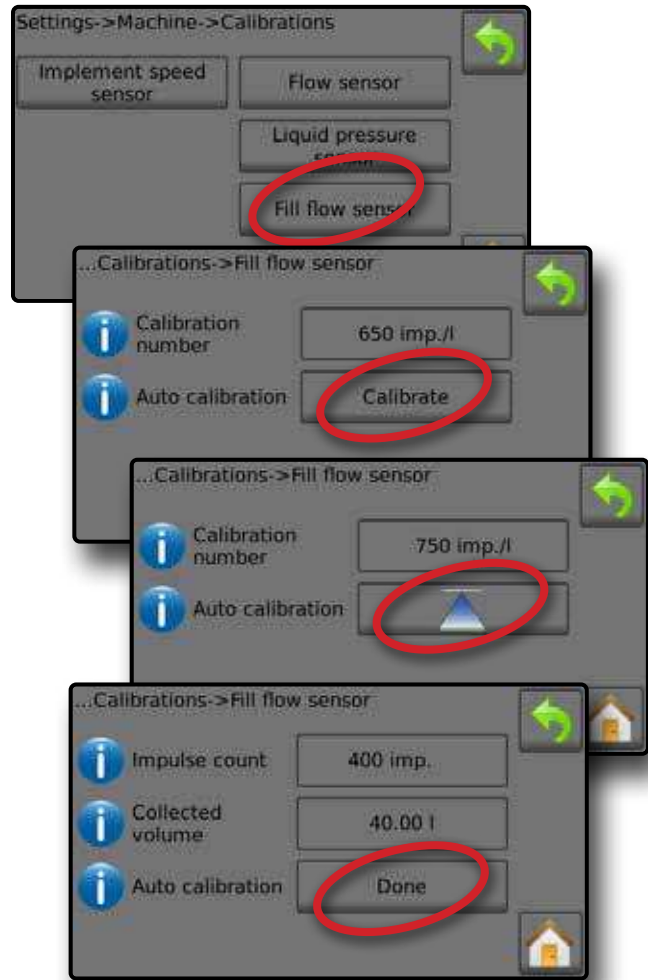 Settings->Machine->Calibrations
Implement speed
sensor
Flow sensor
Liquid pressure
sensor
Fill flow sensor
...Calibrations->Fill flow sensor
Calibration
number
650 imp./l
Auto calibration
Calibrate
...Calibrations->Fill flow sensor
Calibration
number
750 imp./l
Auto calibration
...Calibrations->Fill flow sensor
Impulse count
400 imp.
Collected
volume
40.00 l
Auto calibration
Done